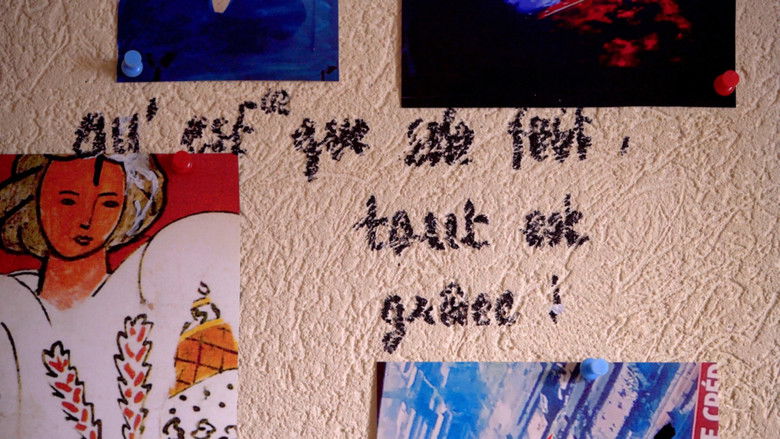 qu'est ce que cela fait,
tout est
grâce !